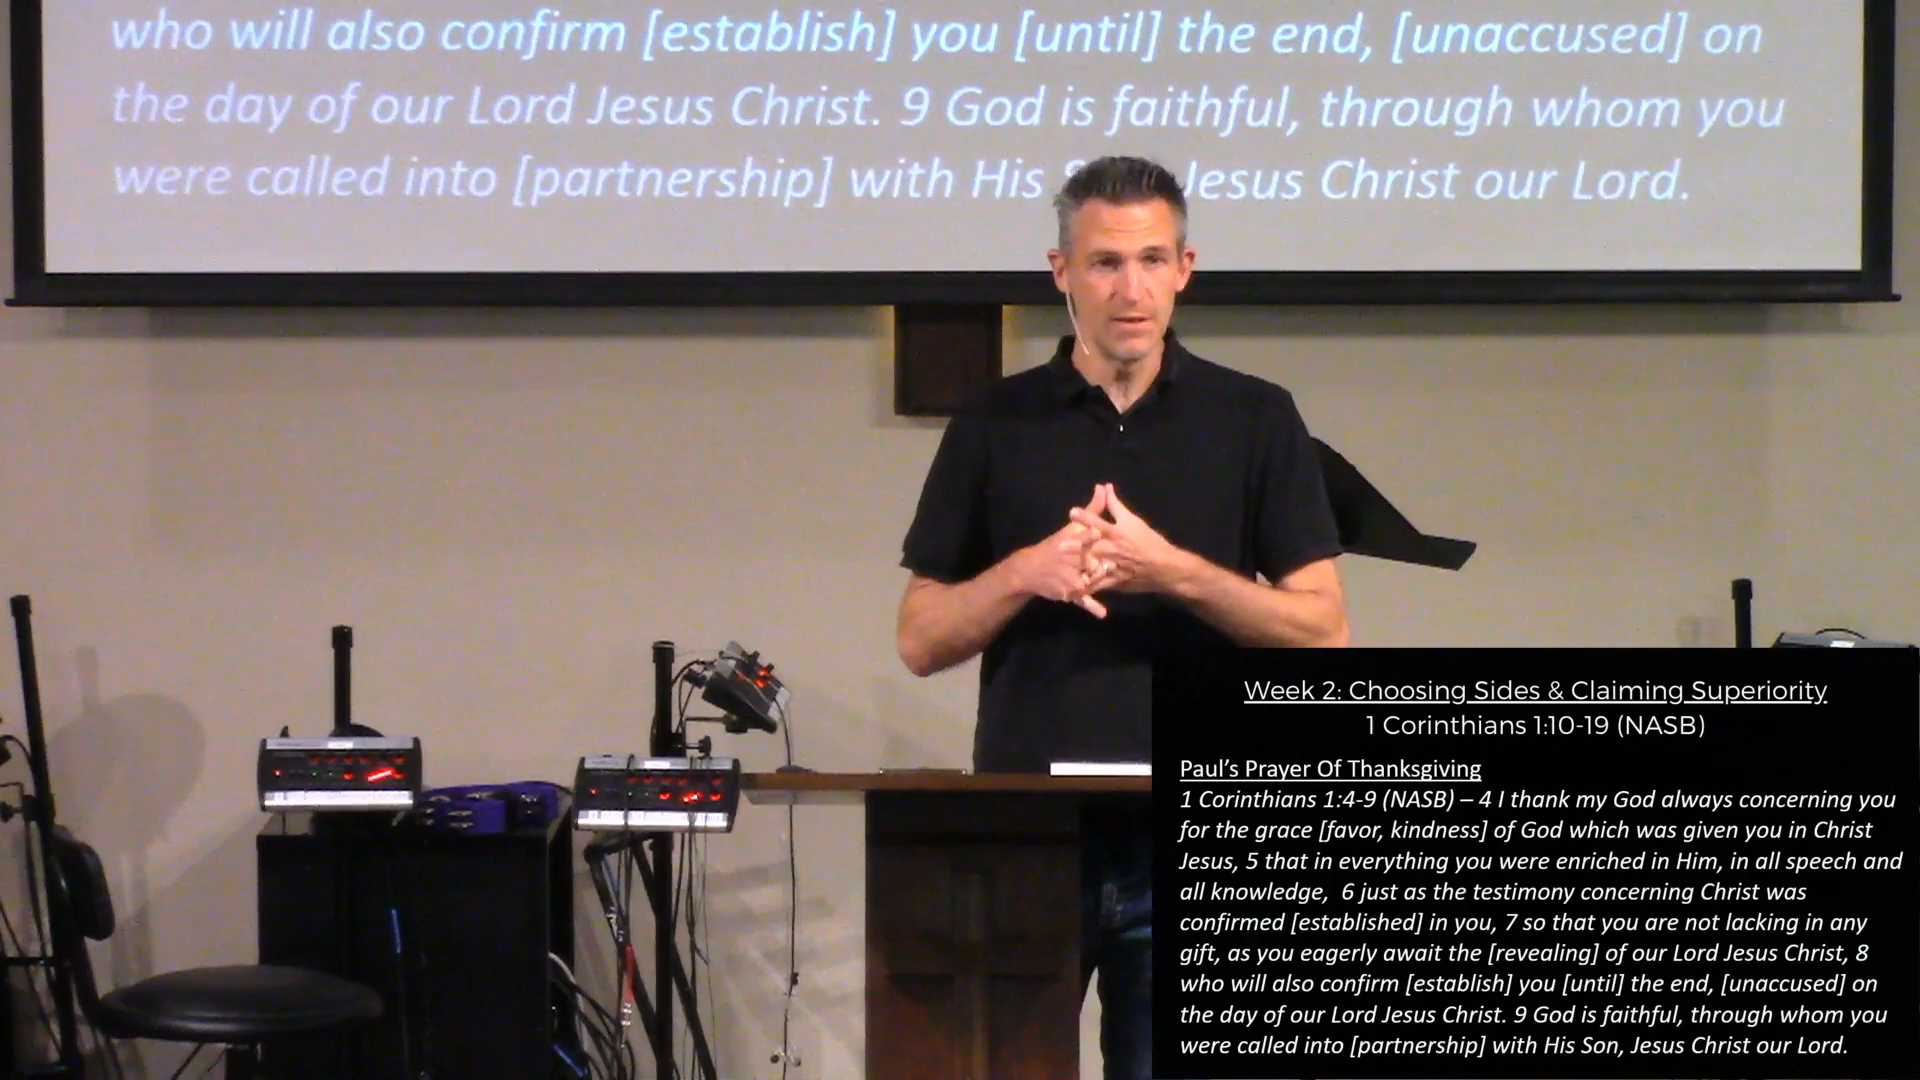 who will also confirm [establish] you [until] the end, [unaccused] on
the day of our Lord Jesus Christ. 9 God is faithful, through whom you
were called into [partnership] with His Jesus Christ our Lord.
Week 2: Choosing Sides & Claiming Superiority
1 Corinthians 1:10-19 (NASB)
Paul's Prayer Of Thanksgiving
1 Corinthians 1:4-9 (NASB) – 4 I thank my God always concerning you
for the grace [favor, kindness] of God which was given you in Christ
Jesus, 5 that in everything you were enriched in Him, in all speech and
all knowledge,  6 just as the testimony concerning Christ was
confirmed [established] in you, 7 so that you are not lacking in any
gift, as you eagerly await the [revealing] of our Lord Jesus Christ, 8
who will also confirm [establish] you [until] the end, [unaccused] on
the day of our Lord Jesus Christ. 9 God is faithful, through whom you
were called into [partnership] with His Son, Jesus Christ our Lord.